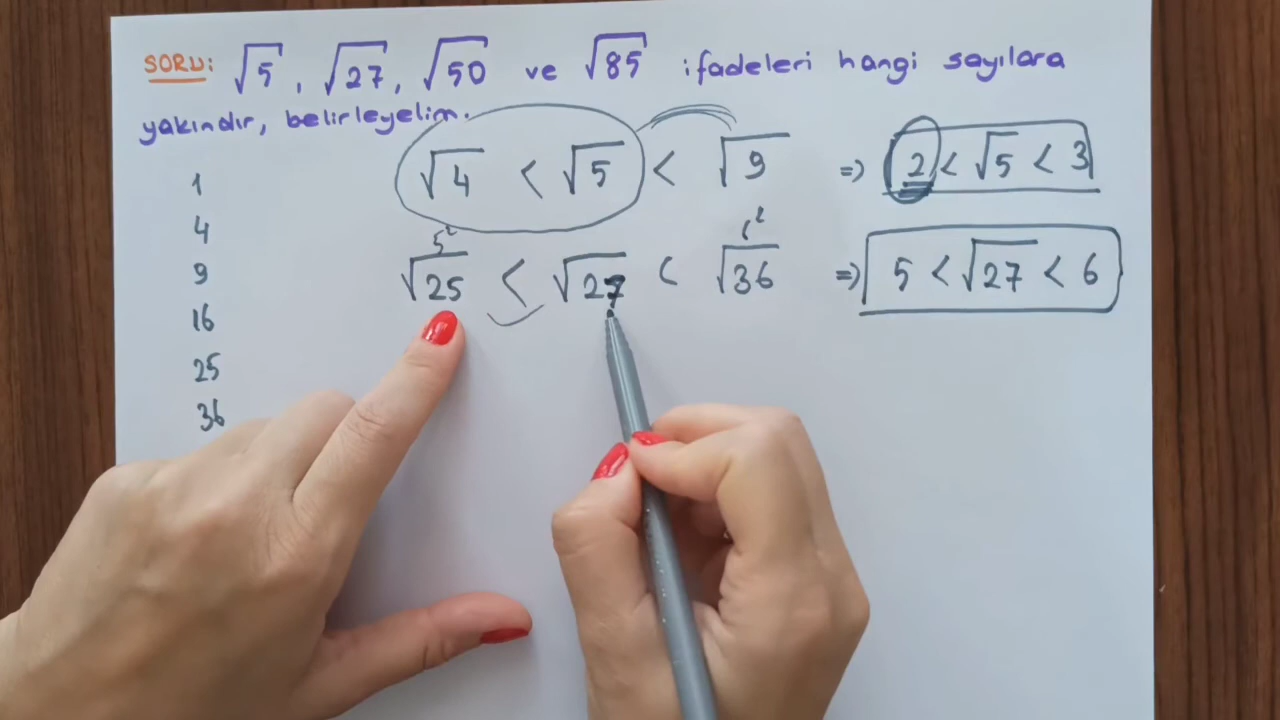 SORU: √5, √27, √50 ve √85 ifadeleri hangi sayılara
yakındır, belirleyelim.
1
4
9
16
25
36
√4 < √5 < √9 => 2 < √5 < 3
5²
√25 < √27 < √36 => 5 < √27 < 6